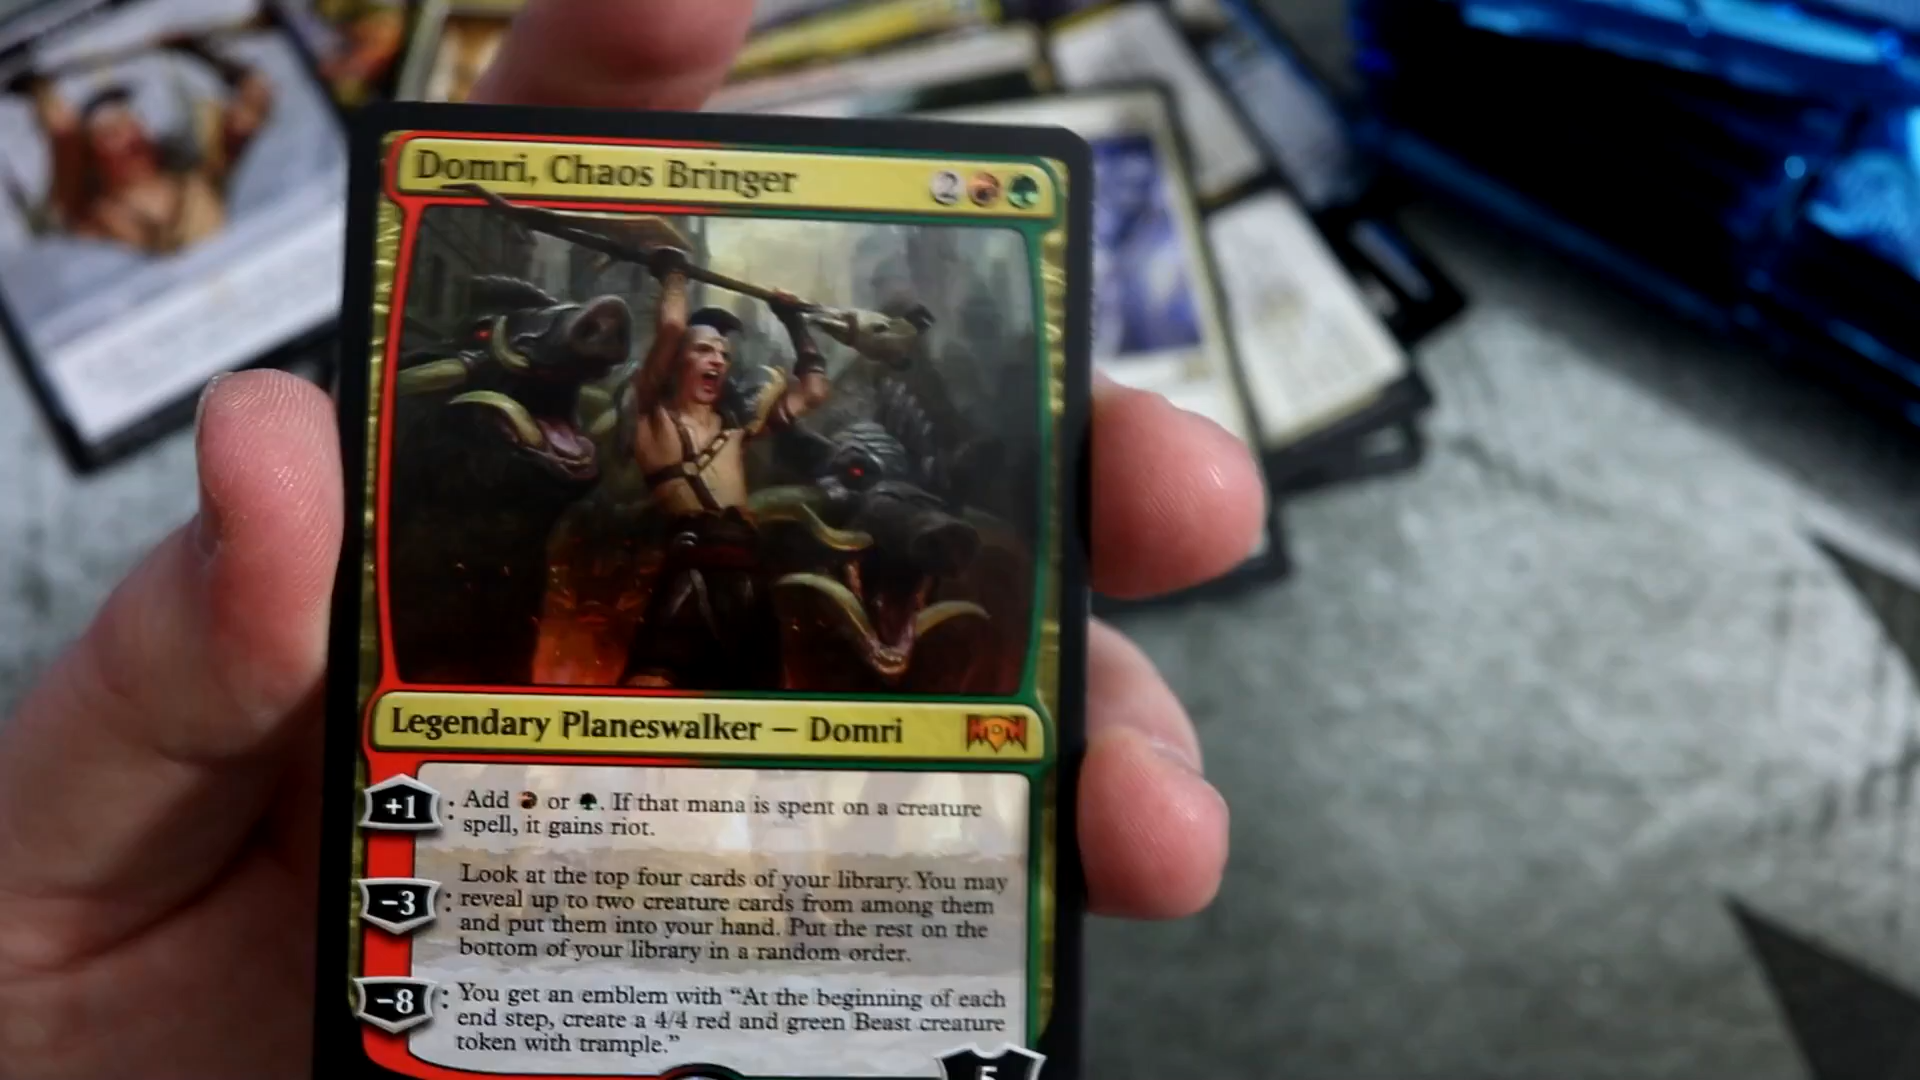 Domri, Chaos Bringer 2
Legendary Planeswalker — Domri
+1: Add or . If that mana is spent on a creature
spell, it gains riot.
Look at the top four cards of your library. You may
-3: reveal up to two creature cards from among them
and put them into your hand. Put the rest on the
bottom of your library in a random order.
-8: You get an emblem with “At the beginning of each
end step, create a 4/4 red and green Beast creature
token with trample.”
5